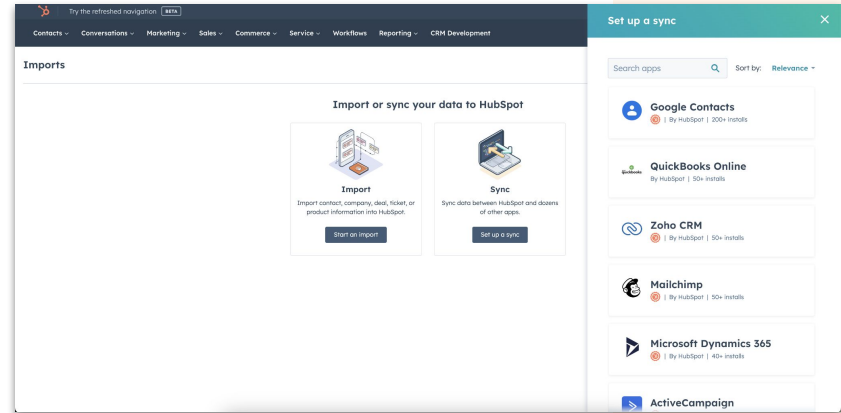 Try the refreshed navigation BETA
Contacts Conversations Marketing Sales Commerce Service Workflows Reporting CRM Development
Imports
Import or sync your data to HubSpot
Import
Import contact, company, deal, ticket, or
product information into HubSpot.
Start an import
Sync
Sync data between HubSpot and dozens
of other apps.
Set up a sync
Set up a sync
Search apps
Sort by: Relevance
Google Contacts
| By HubSpot | 200+ installs
quickbooks
QuickBooks Online
By HubSpot | 50+ installs
Zoho CRM
| By HubSpot | 50+ installs
Mailchimp
| By HubSpot | 50+ installs
Microsoft Dynamics 365
| By HubSpot | 40+ installs
ActiveCampaign